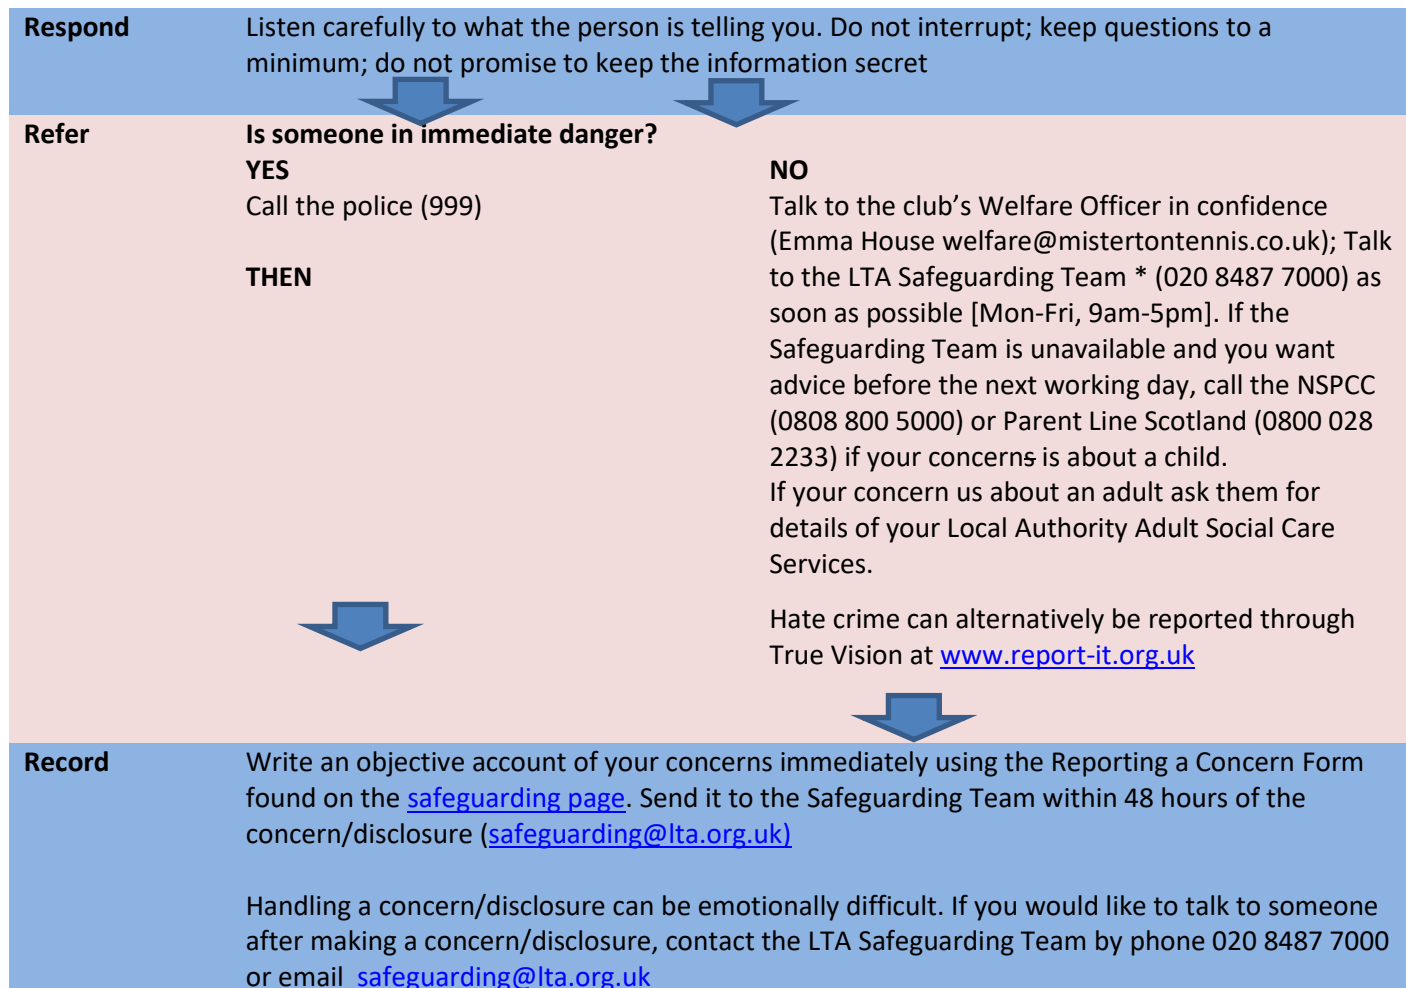 Respond
Listen carefully to what the person is telling you. Do not interrupt; keep questions to a
minimum; do not promise to keep the information secret
Refer
Is someone in immediate danger?
YES
Call the police (999)
THEN
NO
Talk to the club’s Welfare Officer in confidence
(Emma House welfare@mistertontennis.co.uk); Talk
to the LTA Safeguarding Team * (020 8487 7000) as
soon as possible [Mon-Fri, 9am-5pm]. If the
Safeguarding Team is unavailable and you want
advice before the next working day, call the NSPCC
(0808 800 5000) or Parent Line Scotland (0800 028
2233) if your concerns is about a child.
If your concern us about an adult ask them for
details of your Local Authority Adult Social Care
Services.
Hate crime can alternatively be reported through
True Vision at www.report-it.org.uk
Record
Write an objective account of your concerns immediately using the Reporting a Concern Form
found on the safeguarding page. Send it to the Safeguarding Team within 48 hours of the
concern/disclosure (safeguarding@lta.org.uk)
Handling a concern/disclosure can be emotionally difficult. If you would like to talk to someone
after making a concern/disclosure, contact the LTA Safeguarding Team by phone 020 8487 7000
or email safeguarding@lta.org.uk